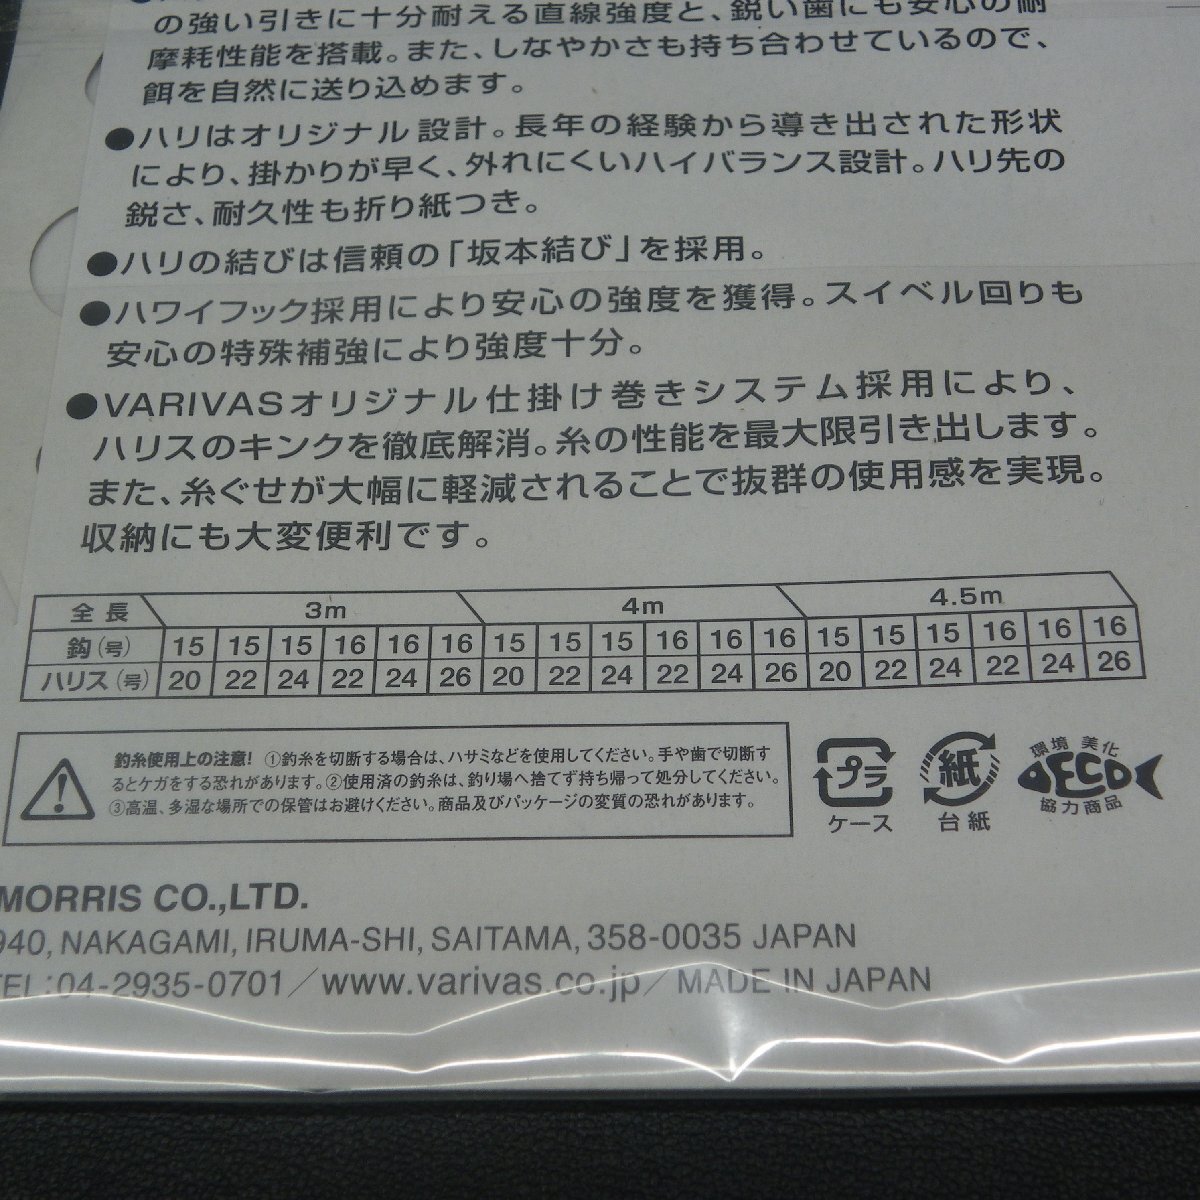 の強い引きに十分耐える直線強度と、鋭い歯にも安心の耐
摩耗性能を搭載。また、しなやかさも持ち合わせているので、
餌を自然に送り込めます。
●ハリはオリジナル設計。長年の経験から導き出された形状
により、掛かりが早く、外れにくいハイバランス設計。ハリ先の
鋭さ、耐久性も折り紙つき。
●ハリの結びは信頼の「坂本結び」を採用。
●ハワイフック採用により安心の強度を獲得。スイベル回りも
安心の特殊補強により強度十分。
●VARIVASオリジナル仕掛け巻きシステム採用により、
ハリスのキンクを徹底解消。糸の性能を最大限引き出します。
また、糸ぐせが大幅に軽減されることで抜群の使用感を実現。
収納にも大変便利です。
全長 3m 4m 4.5m
鈎(号) 15 15 15 16 16 16 15 15 15 16 16 16 15 15 15 16 16 16
ハリス(号) 20 22 24 22 24 26 20 22 24 22 24 26 20 22 24 22 24 26
釣糸使用上の注意! ①釣糸を切断する場合は、ハサミなどを使用してください。手や歯で切断す
るとケガをする恐れがあります。②使用済の釣糸は、釣り場へ捨てず持ち帰って処分してください。
③高温、多湿な場所での保管はお避けください。商品及びパッケージの変質の恐れがあります。
プラ
ケース
紙
台紙
環境 美化
ECO
協力商品
MORRIS CO.,LTD.
940, NAKAGAMI, IRUMA-SHI, SAITAMA, 358-0035 JAPAN
TEL:04-2935-0701/www.varivas.co.jp/MADE IN JAPAN